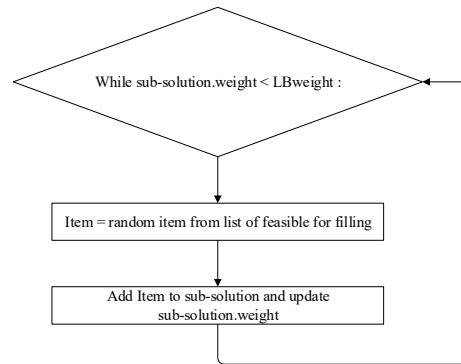 While sub-solution.weight < LBweight :
Item = random item from list of feasible for filling
Add Item to sub-solution and update
sub-solution.weight